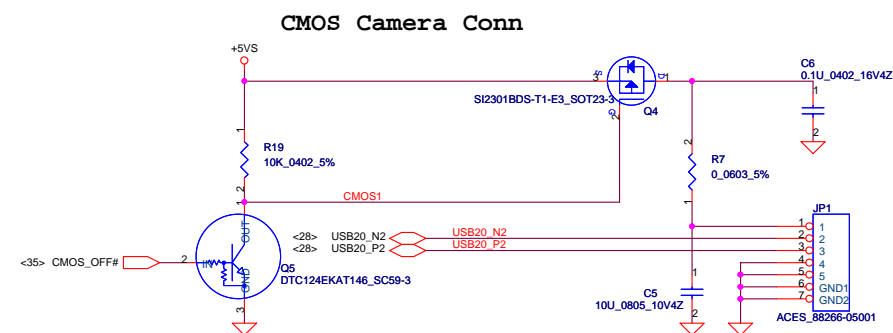 CMOS Camera Conn
+5VS
C6
0.1U_0402_16V4Z
1
2
3
S
D
1
SI2301BDS-T1-E3_SOT23-3
G
2
Q4
1
R19
10K_0402_5%
2
2
R7
0_0603_5%
1
CMOS1
1
OUT
<28> USB20_N2
USB20_N2
<28> USB20_P2
USB20_P2
<35> CMOS_OFF#
2
IN
GND
3
Q5
DTC124EKAT146_SC59-3
1
C5
10U_0805_10V4Z
2
JP1
1 1
2 2
3 3
4 4
5 5
6 GND1
7 GND2
ACES_88266-05001